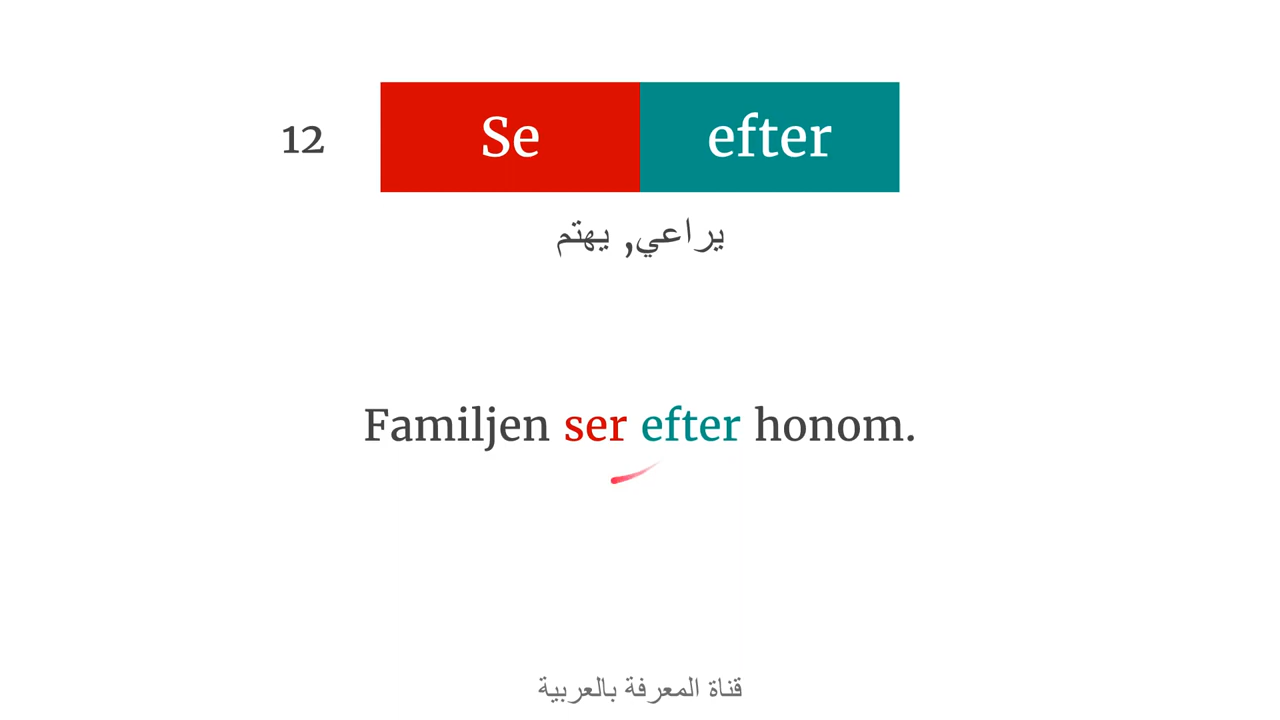 12 Se efter
يراعي, يهتم
Familjen ser efter honom.
قناة المعرفة بالعربية